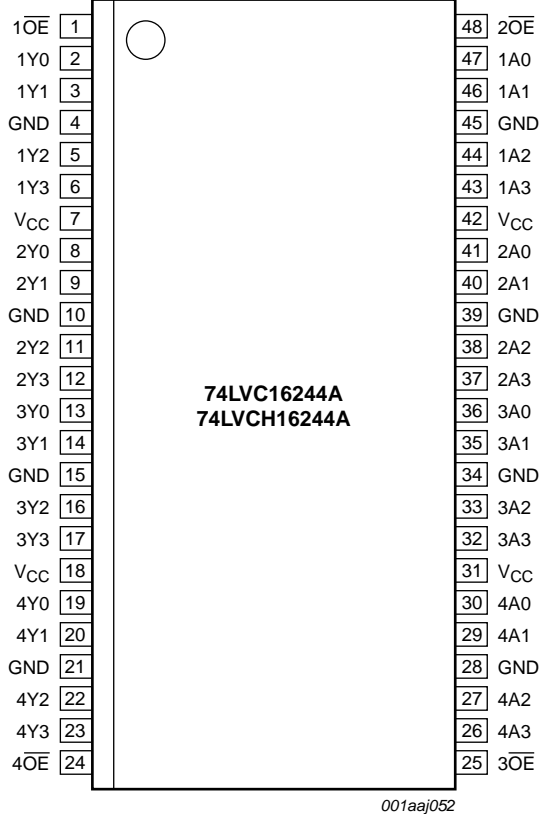 1O̅E̅ 1 48 2O̅E̅
1Y0 2 47 1A0
1Y1 3 46 1A1
GND 4 45 GND
1Y2 5 44 1A2
1Y3 6 43 1A3
VCC 7 42 VCC
2Y0 8 41 2A0
2Y1 9 40 2A1
GND 10 39 GND
2Y2 11 38 2A2
2Y3 12 37 2A3
74LVC16244A
74LVCH16244A
3Y0 13 36 3A0
3Y1 14 35 3A1
GND 15 34 GND
3Y2 16 33 3A2
3Y3 17 32 3A3
VCC 18 31 VCC
4Y0 19 30 4A0
4Y1 20 29 4A1
GND 21 28 GND
4Y2 22 27 4A2
4Y3 23 26 4A3
4O̅E̅ 24 25 3O̅E̅
001aaj052